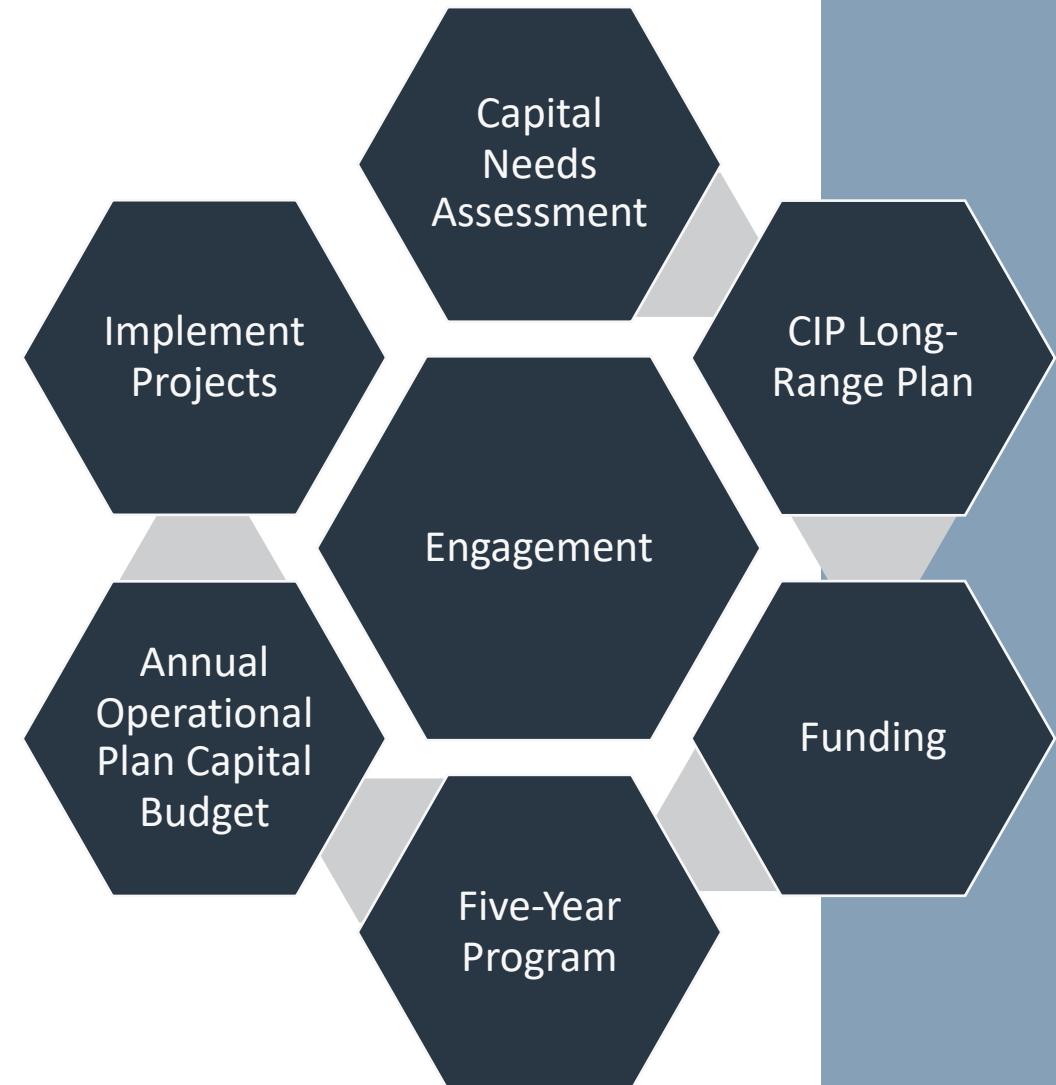 Capital
Needs
Assessment
CIP Long-
Range Plan
Funding
Five-Year
Program
Annual
Operational
Plan Capital
Budget
Implement
Projects
Engagement